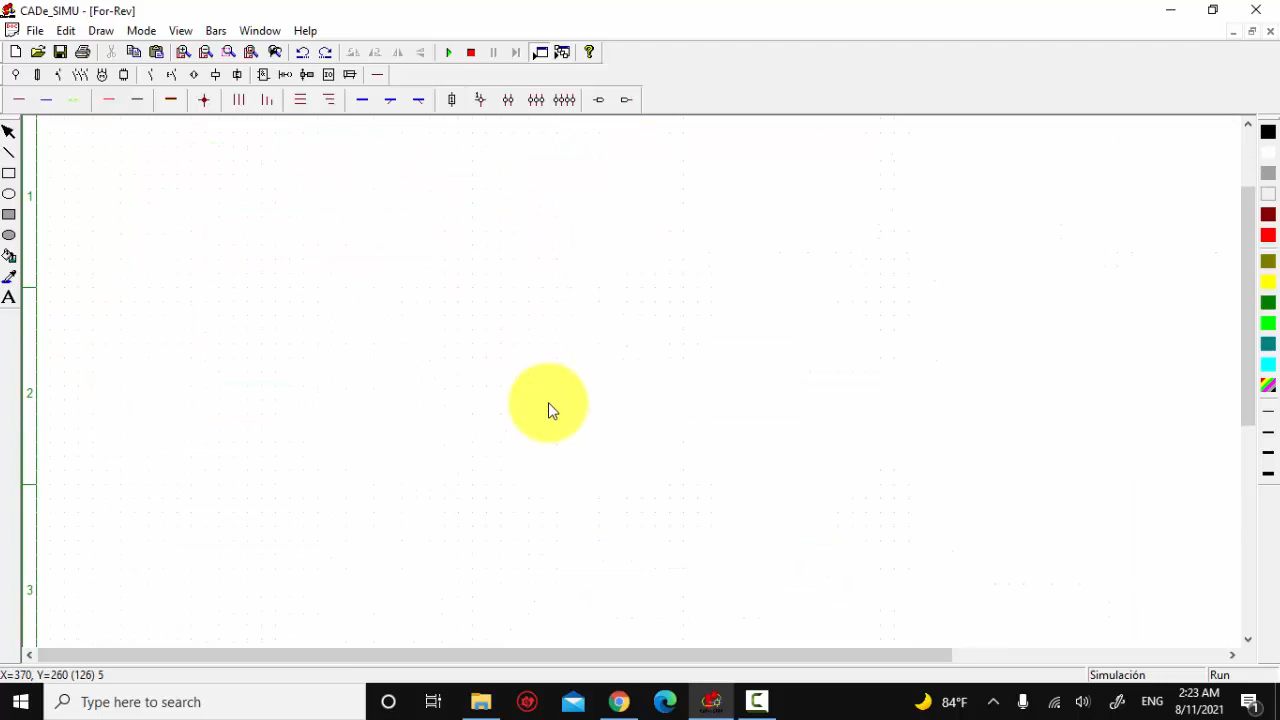 CADe_SIMU - [For-Rev]
File Edit Draw Mode View Bars Window Help
1
2
3
X=370, Y=260 (126) 5
Simulación
Run
Type here to search
84°F
ENG
2:23 AM
8/11/2021